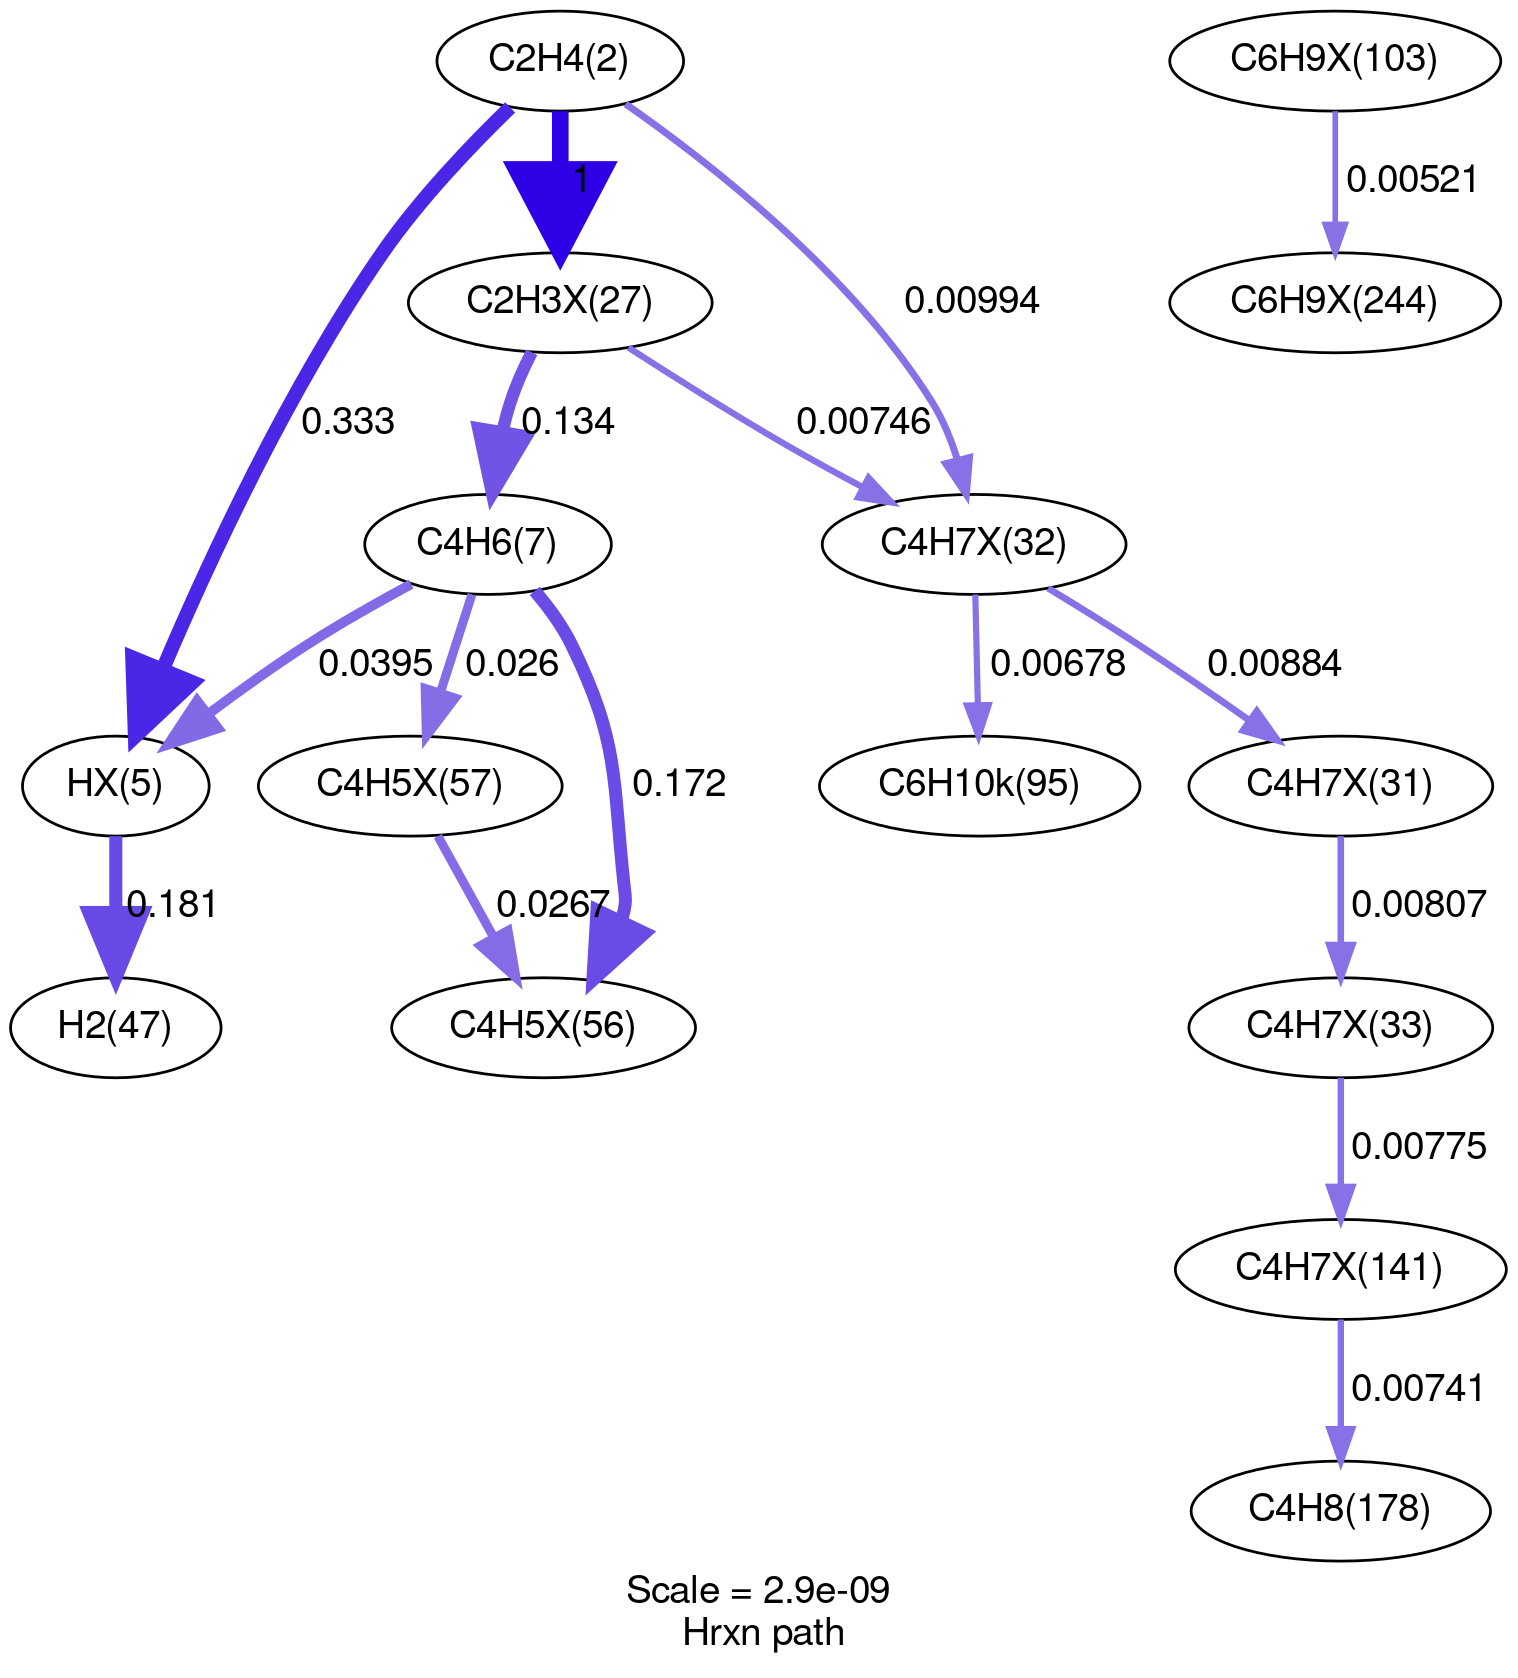 C2H4(2)
C6H9X(103)
1
0.00521
C2H3X(27)
0.00994
C6H9X(244)
0.333
0.134
0.00746
C4H6(7)
C4H7X(32)
0.0395
0.026
0.00678
0.00884
HX(5)
C4H5X(57)
0.172
C6H10k(95)
C4H7X(31)
0.181
0.0267
0.00807
H2(47)
C4H5X(56)
C4H7X(33)
0.00775
C4H7X(141)
0.00741
C4H8(178)
Scale = 2.9e-09
Hrxn path